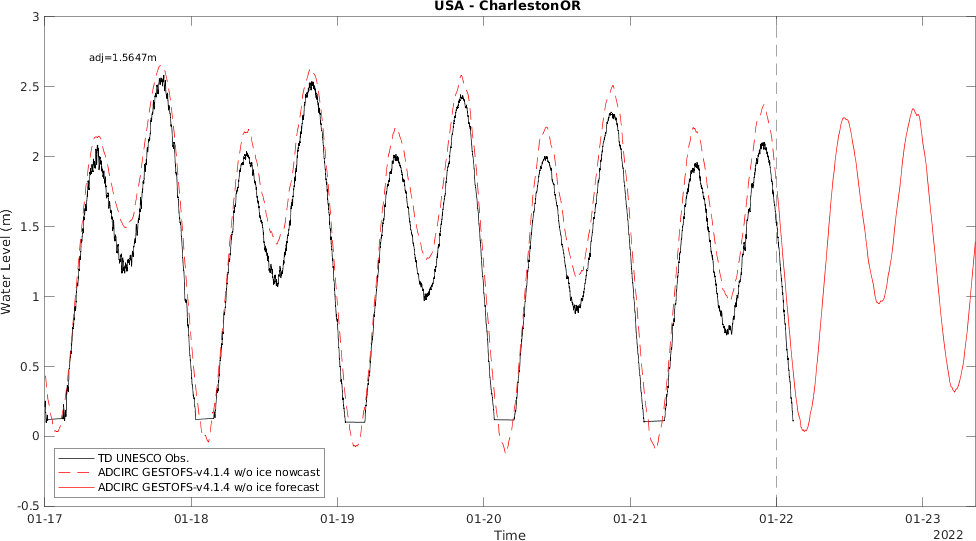 USA - CharlestonOR
3
adj=1.5647m
2.5
2
1.5
1
0.5
0
-0.5
Water Level (m)
TD UNESCO Obs.
ADCIRC GESTOFS-v4.1.4 w/o ice nowcast
ADCIRC GESTOFS-v4.1.4 w/o ice forecast
01-17 01-18 01-19 01-20 01-21 01-22 01-23
Time
2022